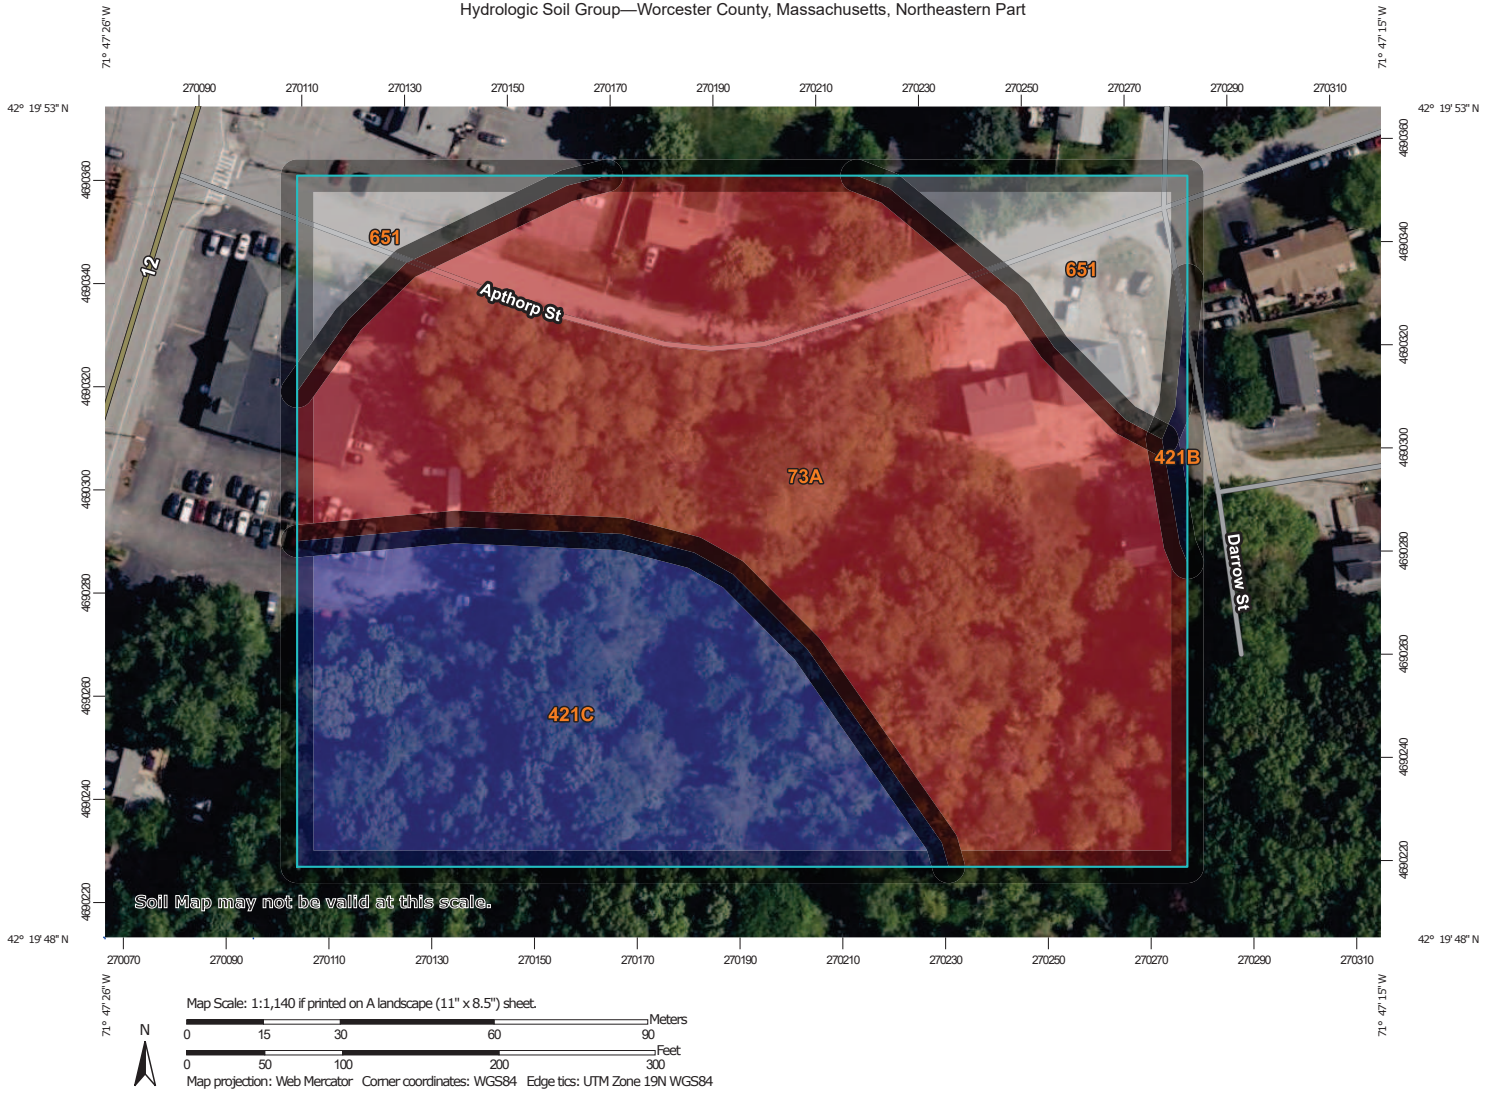 Hydrologic Soil Group—Worcester County, Massachusetts, Northeastern Part
71° 47' 26'' W
71° 47' 15'' W
270090 270110 270130 270150 270170 270190 270210 270230 270250 270270 270290 270310
42° 19' 53'' N
42° 19' 53'' N
4690360
4690340
4690320
4690300
4690280
4690260
4690240
4690220
4690360
4690340
4690320
4690300
4690280
4690260
4690240
4690220
651
12
651
Apthorp St
421B
73A
Darrow St
421C
Soil Map may not be valid at this scale.
42° 19' 48'' N
42° 19' 48'' N
270070 270090 270110 270130 270150 270170 270190 270210 270230 270250 270270 270290 270310
71° 47' 26'' W
71° 47' 15'' W
Map Scale: 1:1,140 if printed on A landscape (11" x 8.5") sheet.
Meters
0 15 30 60 90
Feet
0 50 100 200 300
N
Map projection: Web Mercator Corner coordinates: WGS84 Edge tics: UTM Zone 19N WGS84